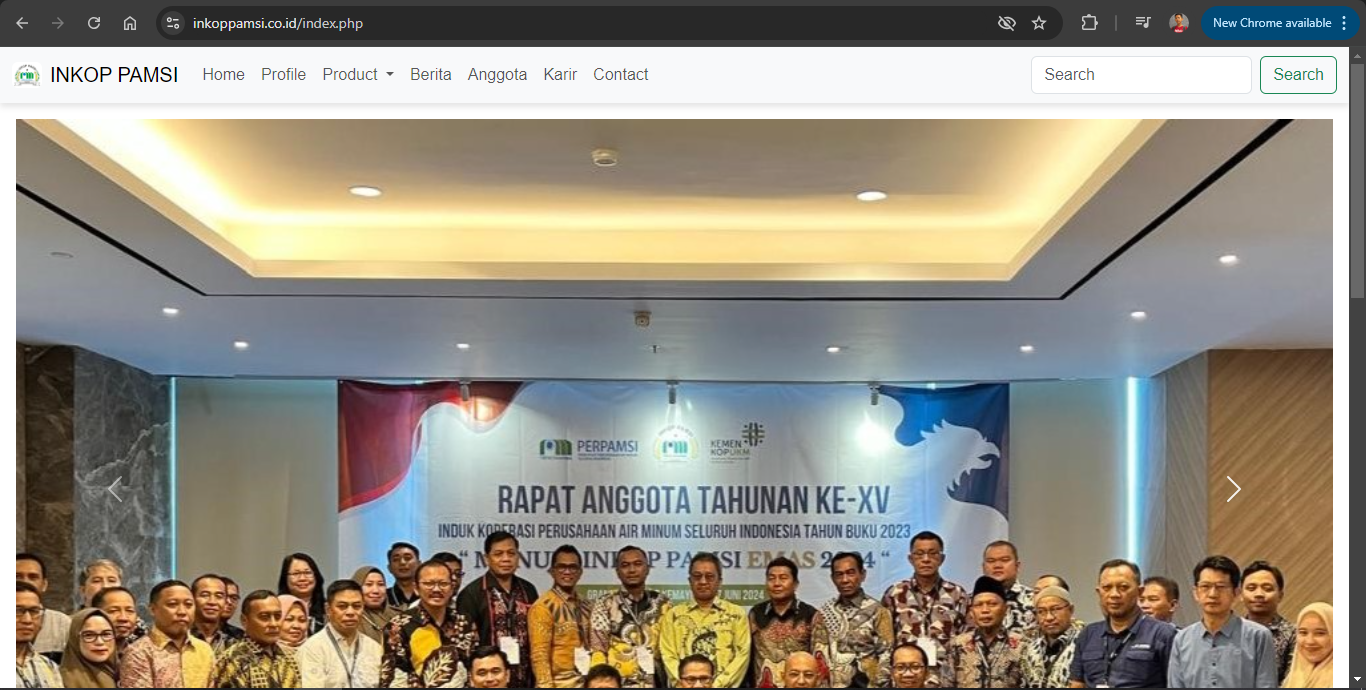 inkoppamsi.co.id/index.php
New Chrome available
INKOP PAMSI
Home
Profile
Product
Berita
Anggota
Karir
Contact
Search
Search
PERPAMSI
KEMEN
KOPUKM
RAPAT ANGGOTA TAHUNAN KE-XV
INDUK KOPERASI PERUSAHAAN AIR MINUM SELURUH INDONESIA TAHUN BUKU 2023
INKOP PAMSI EMAS 2024 "
JUNI 2024